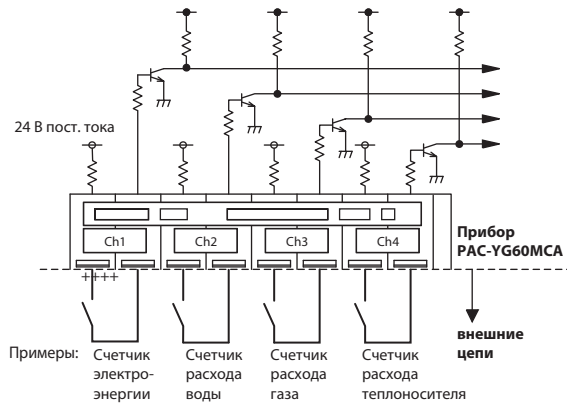 24 В пост. тока
Ch1 Ch2 Ch3 Ch4
Прибор
PAC-YG60MCA
++++
внешние
цепи
Примеры: Счетчик Счетчик Счетчик Счетчик
электро- расхода расхода расхода
энергии воды газа теплоносителя